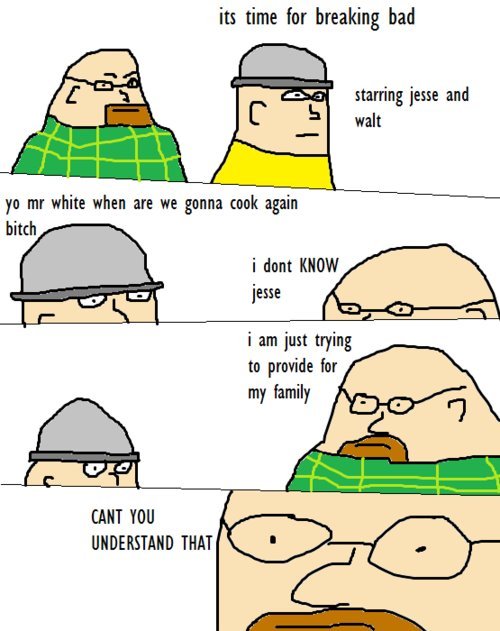 its time for breaking bad
starring jesse and
walt
yo mr white when are we gonna cook again
bitch
i dont KNOW
jesse
i am just trying
to provide for
my family
CANT YOU
UNDERSTAND THAT